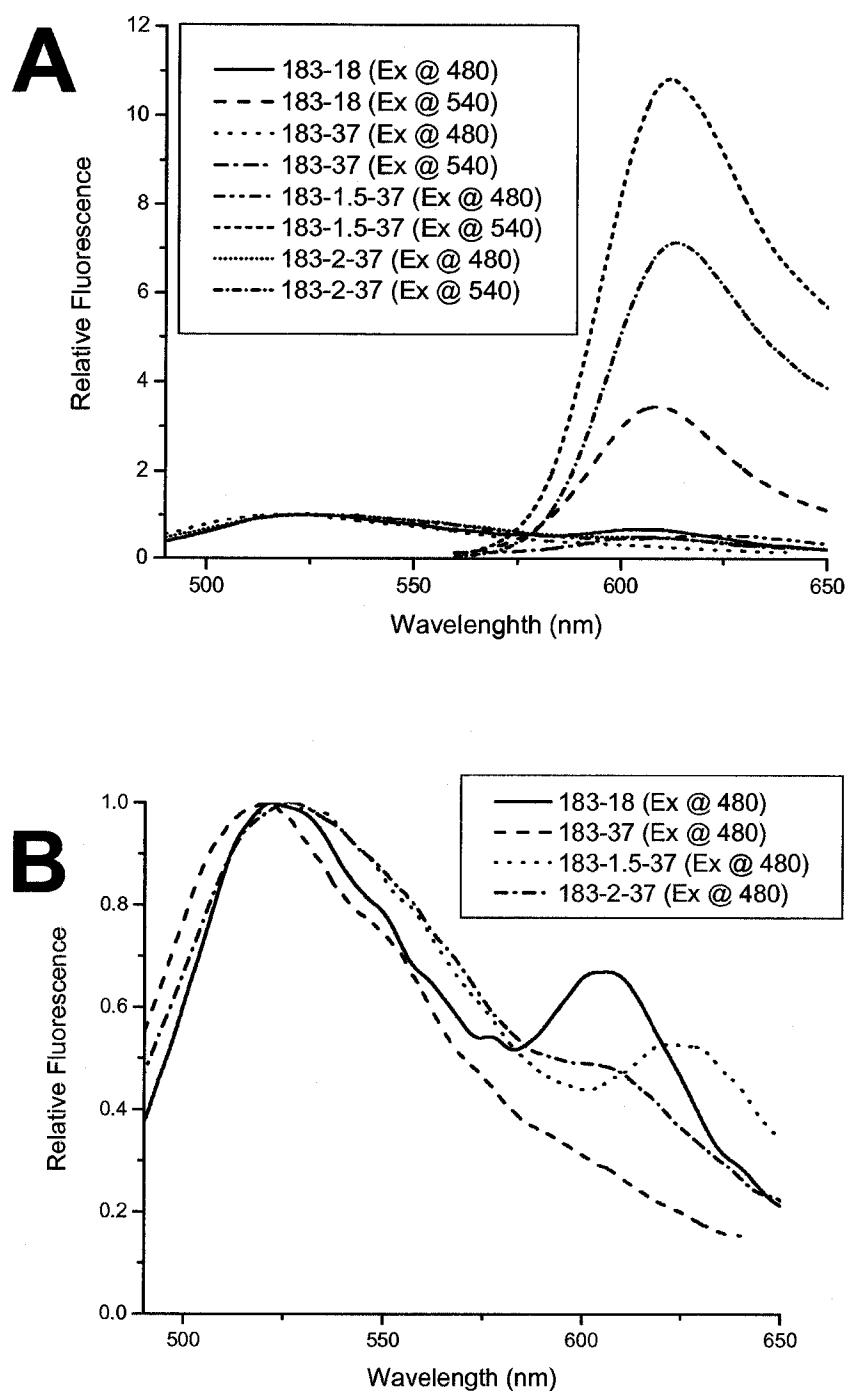 A
12
10
8
6
4
2
0
Relative Fluorescence
183-18 (Ex @ 480)
183-18 (Ex @ 540)
183-37 (Ex @ 480)
183-37 (Ex @ 540)
183-1.5-37 (Ex @ 480)
183-1.5-37 (Ex @ 540)
183-2-37 (Ex @ 480)
183-2-37 (Ex @ 540)
500
550
600
650
Wavelenghth (nm)
B
1.0
0.8
0.6
0.4
0.2
0.0
Relative Fluorescence
183-18 (Ex @ 480)
183-37 (Ex @ 480)
183-1.5-37 (Ex @ 480)
183-2-37 (Ex @ 480)
500
550
600
650
Wavelength (nm)